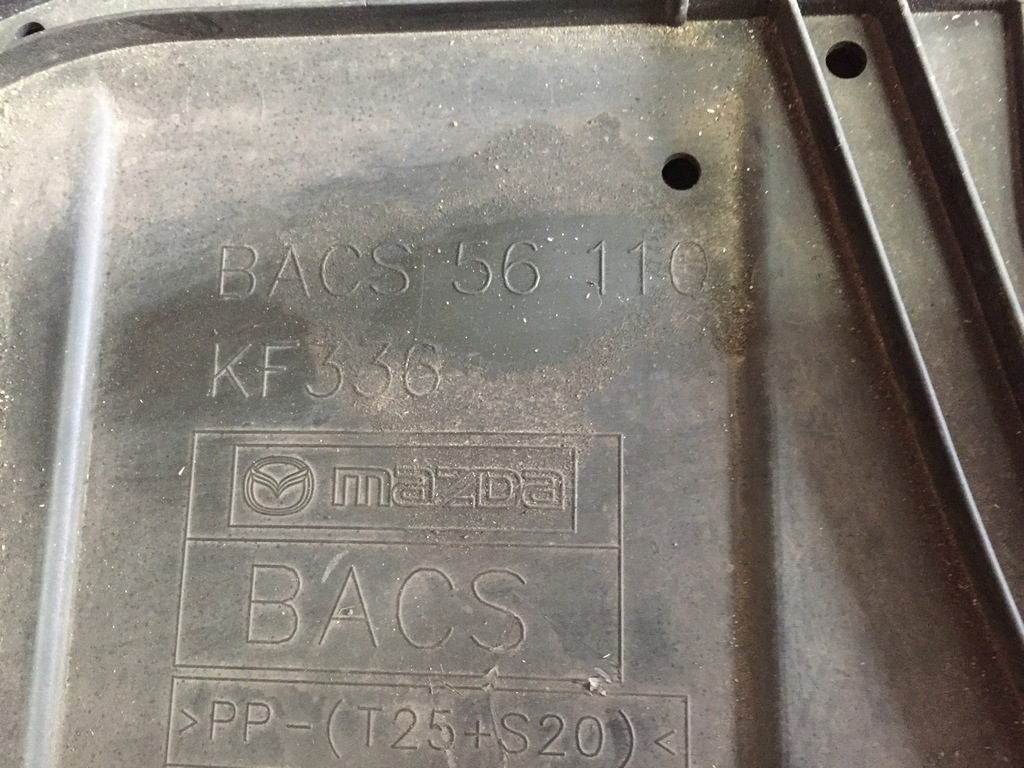 BACS 56 110
KF336
mazda
BACS
>PP-(T25+S20)<